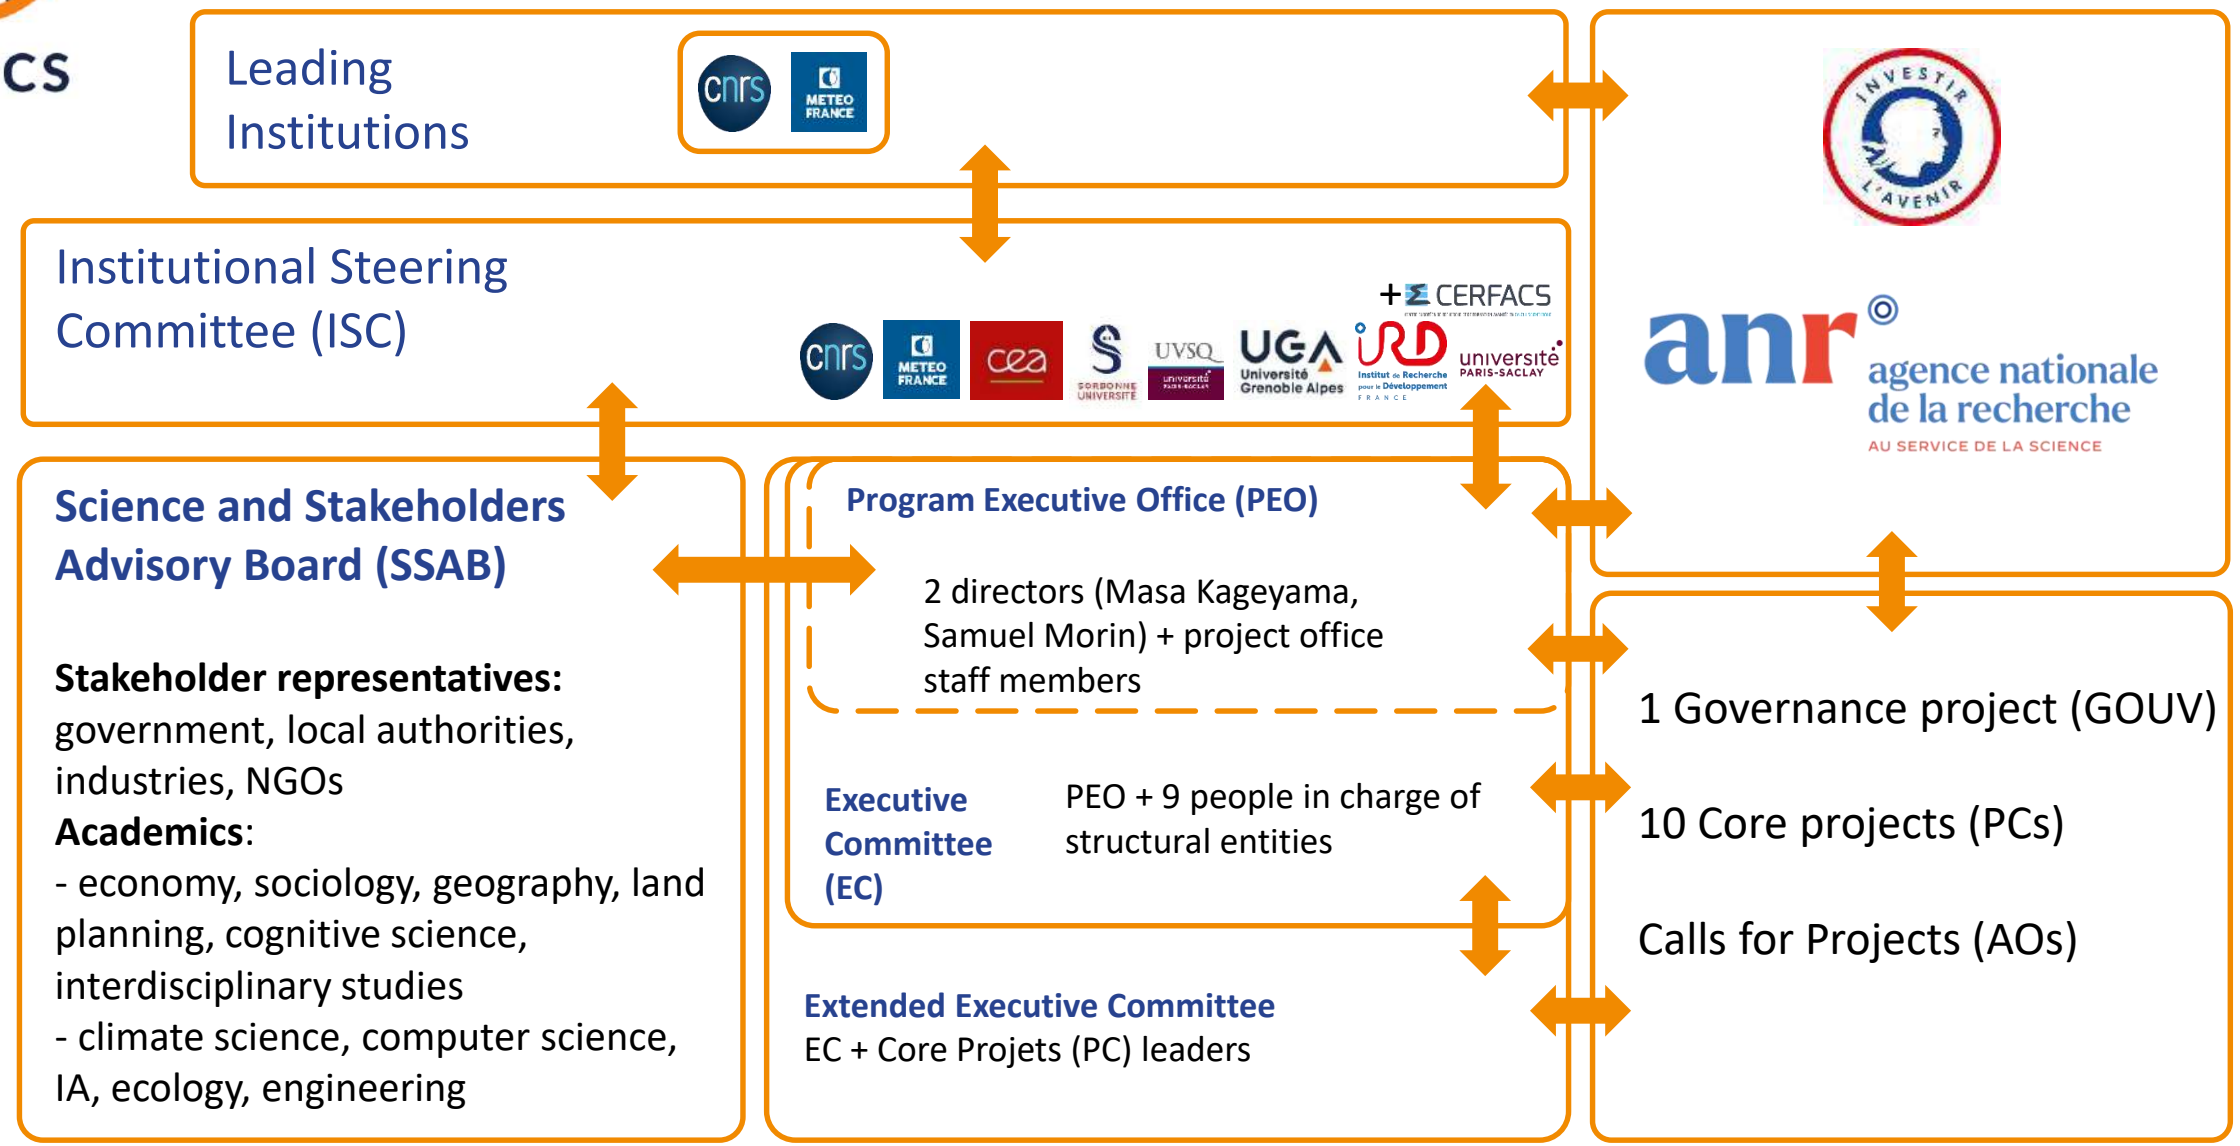 CS
Leading
Institutions
cnrs
METEO
FRANCE
INVESTIR
L'AVENIR
Institutional Steering
Committee (ISC)
+ CERFACS
cnrs
METEO
FRANCE
cea
S
SORBONNE
UNIVERSITÉ
UVSQ
université
PARIS-SACLAY
UGA
Université
Grenoble Alpes
IRD
Institut de Recherche
pour le Développement
FRANCE
université
PARIS-SACLAY
anr
agence nationale
de la recherche
AU SERVICE DE LA SCIENCE
Science and Stakeholders
Advisory Board (SSAB)
Stakeholder representatives:
government, local authorities,
industries, NGOs
Academics:
- economy, sociology, geography, land
planning, cognitive science,
interdisciplinary studies
- climate science, computer science,
IA, ecology, engineering
Program Executive Office (PEO)
2 directors (Masa Kageyama,
Samuel Morin) + project office
staff members
Executive
Committee
(EC)
PEO + 9 people in charge of
structural entities
Extended Executive Committee
EC + Core Projets (PC) leaders
1 Governance project (GOUV)
10 Core projects (PCs)
Calls for Projects (AOs)